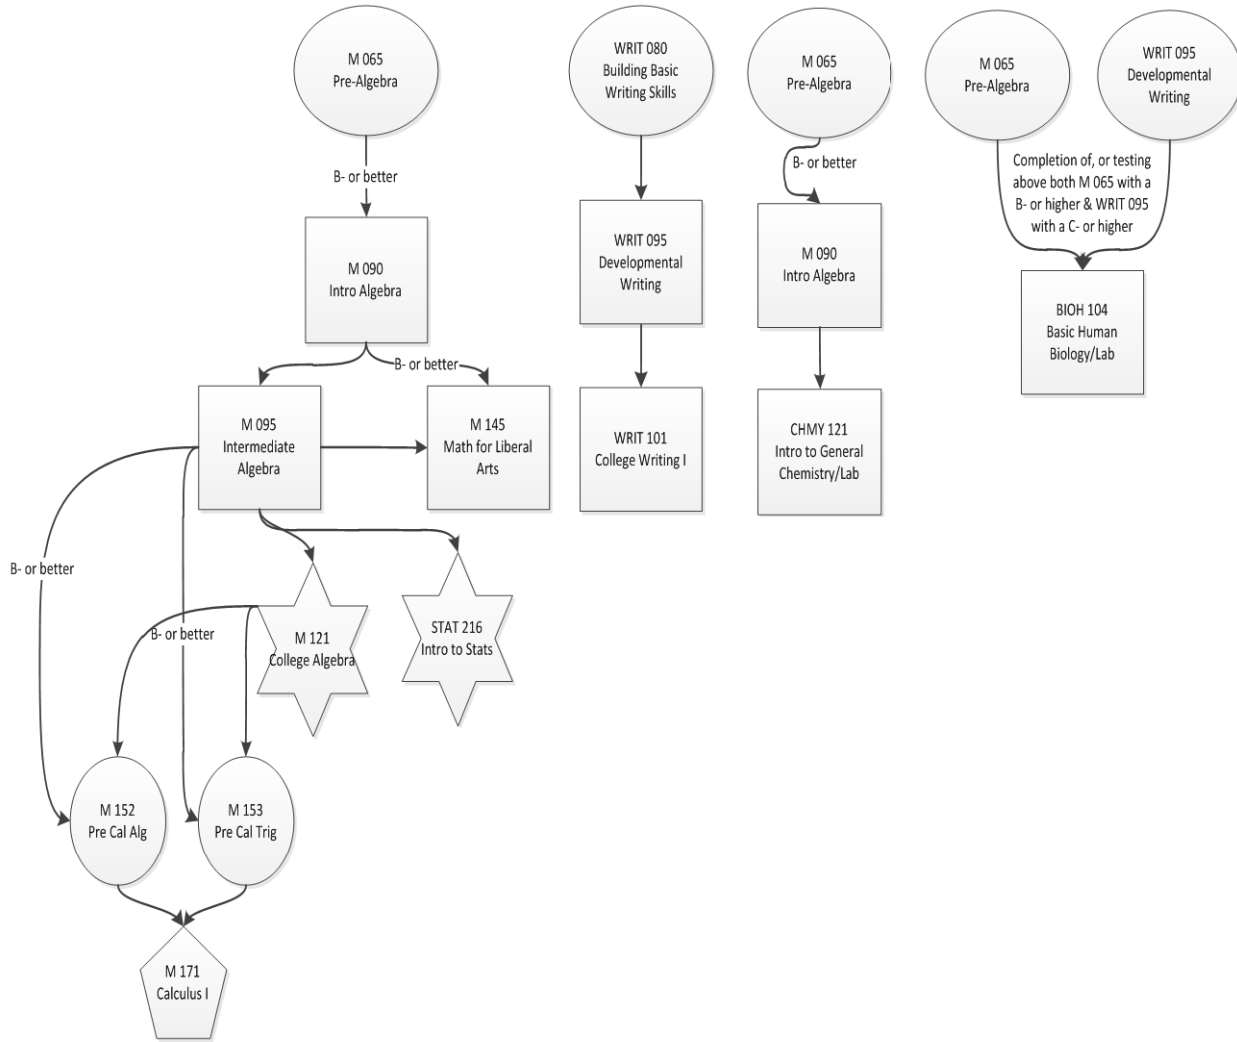 M 065
Pre-Algebra
B- or better
M 090
Intro Algebra
B- or better
M 095
Intermediate
Algebra
M 145
Math for Liberal
Arts
B- or better
B- or better
M 121
College Algebra
STAT 216
Intro to Stats
M 152
Pre Cal Alg
M 153
Pre Cal Trig
M 171
Calculus I
WRIT 080
Building Basic
Writing Skills
WRIT 095
Developmental
Writing
WRIT 101
College Writing I
M 065
Pre-Algebra
B- or better
M 090
Intro Algebra
CHMY 121
Intro to General
Chemistry/Lab
M 065
Pre-Algebra
WRIT 095
Developmental
Writing
Completion of, or testing
above both M 065 with a
B- or higher & WRIT 095
with a C- or higher
BIOH 104
Basic Human
Biology/Lab